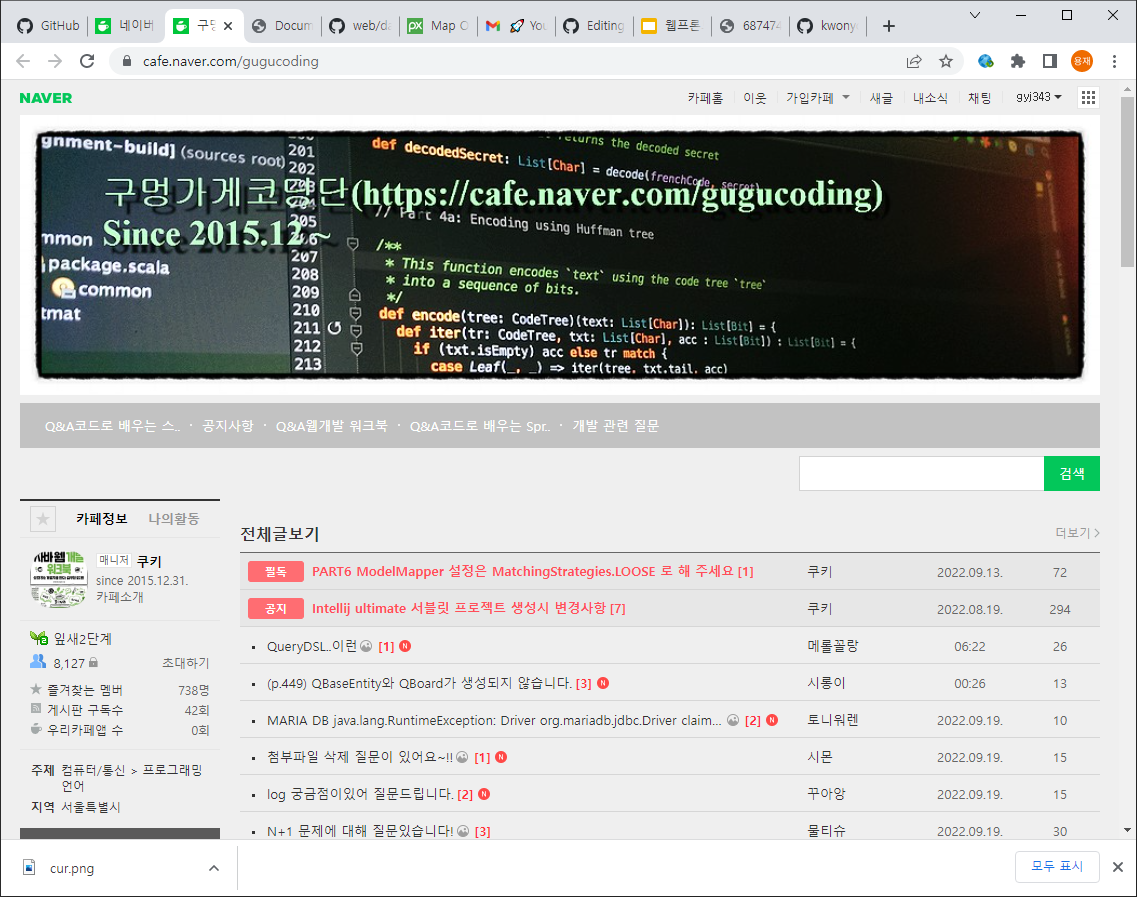 GitHub
네이버
구멍
Docum
web/da
Map O
You
Editing
웹프론
687474
kwony
cafe.naver.com/gugucoding
용재
NAVER
카페홈 이웃 가입카페 새글 내소식 채팅 gyi343
gnment-build] (sources root)
mmon
package.scala
common
tmat
201
202
203
204
205
206
207
208
209
210
211
212
213
returns the decoded secret
def decodedSecret: List[Char] = decode(frenchCode, secret)
// Part 4a: Encoding using Huffman tree
/**
* This function encodes `text` using the code tree `tree`
* into a sequence of bits.
*/
def encode(tree: CodeTree)(text: List[Char]): List[Bit] = {
def iter(tr: CodeTree, txt: List[Char], acc : List[Bit]) : List[Bit] = {
if (txt.isEmpty) acc else tr match {
case Leaf(_, _) => iter(tree, txt.tail, acc)
구멍가게코딩단(https://cafe.naver.com/gugucoding)
Since 2015.12~
Q&A코드로 배우는 스.. · 공지사항 · Q&A웹개발 워크북 · Q&A코드로 배우는 Spr.. · 개발 관련 질문
검색
카페정보 나의활동
자바웹 개발
워크북
매니저 쿠키
since 2015.12.31.
카페소개
잎새2단계
8,127 초대하기
즐겨찾는 멤버 738명
게시판 구독수 42회
우리카페앱 수 0회
주제 컴퓨터/통신 > 프로그래밍
언어
지역 서울특별시
전체글보기 더보기
필독 PART6 ModelMapper 설정은 MatchingStrategies.LOOSE 로 해 주세요 [1] 쿠키 2022.09.13. 72
공지 Intellij ultimate 서블릿 프로젝트 생성시 변경사항 [7] 쿠키 2022.08.19. 294
QueryDSL..이런 [1] N 메롤꼴랑 06:22 26
(p.449) QBaseEntity와 QBoard가 생성되지 않습니다. [3] N 시롱이 00:26 13
MARIA DB java.lang.RuntimeException: Driver org.mariadb.jdbc.Driver claim... [2] N 토니워렌 2022.09.19. 10
첨부파일 삭제 질문이 있어요~!! [1] N 시몬 2022.09.19. 15
log 궁금점이있어 질문드립니다. [2] N 꾸아앙 2022.09.19. 15
N+1 문제에 대해 질문있습니다! [3] 물티슈 2022.09.19. 30
cur.png
모두 표시